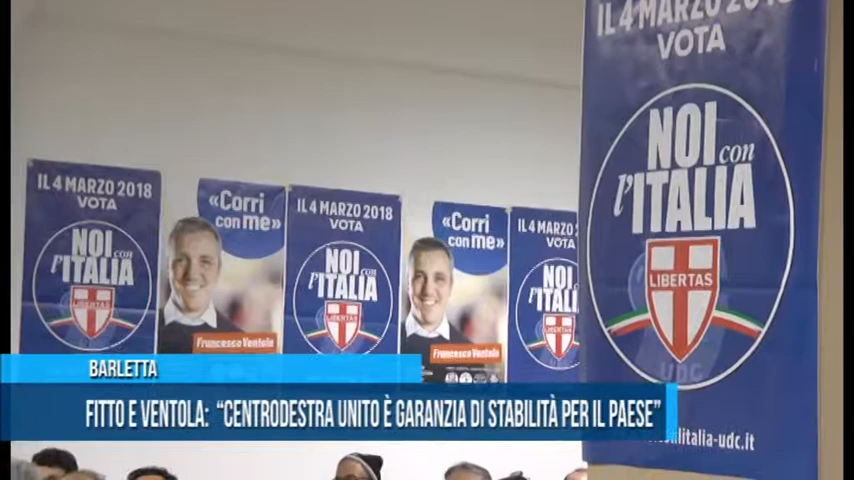 IL 4 MARZO 2018
VOTA
NOI con
l'ITALIA
LIBERTAS
«Corri
con me»
Francesco Ventola
IL 4 MARZO 2018
VOTA
NOI con
l'ITALIA
LIBERTAS
«Corri
con me»
Francesco Ventola
IL 4 MARZO 2018
VOTA
NOI con
l'ITALIA
LIBERTAS
IL 4 MARZO 2018
VOTA
NOI con
l'ITALIA
LIBERTAS
UDC
litalia-udc.it
BARLETTA
FITTO E VENTOLA: “CENTRODESTRA UNITO È GARANZIA DI STABILITÀ PER IL PAESE”